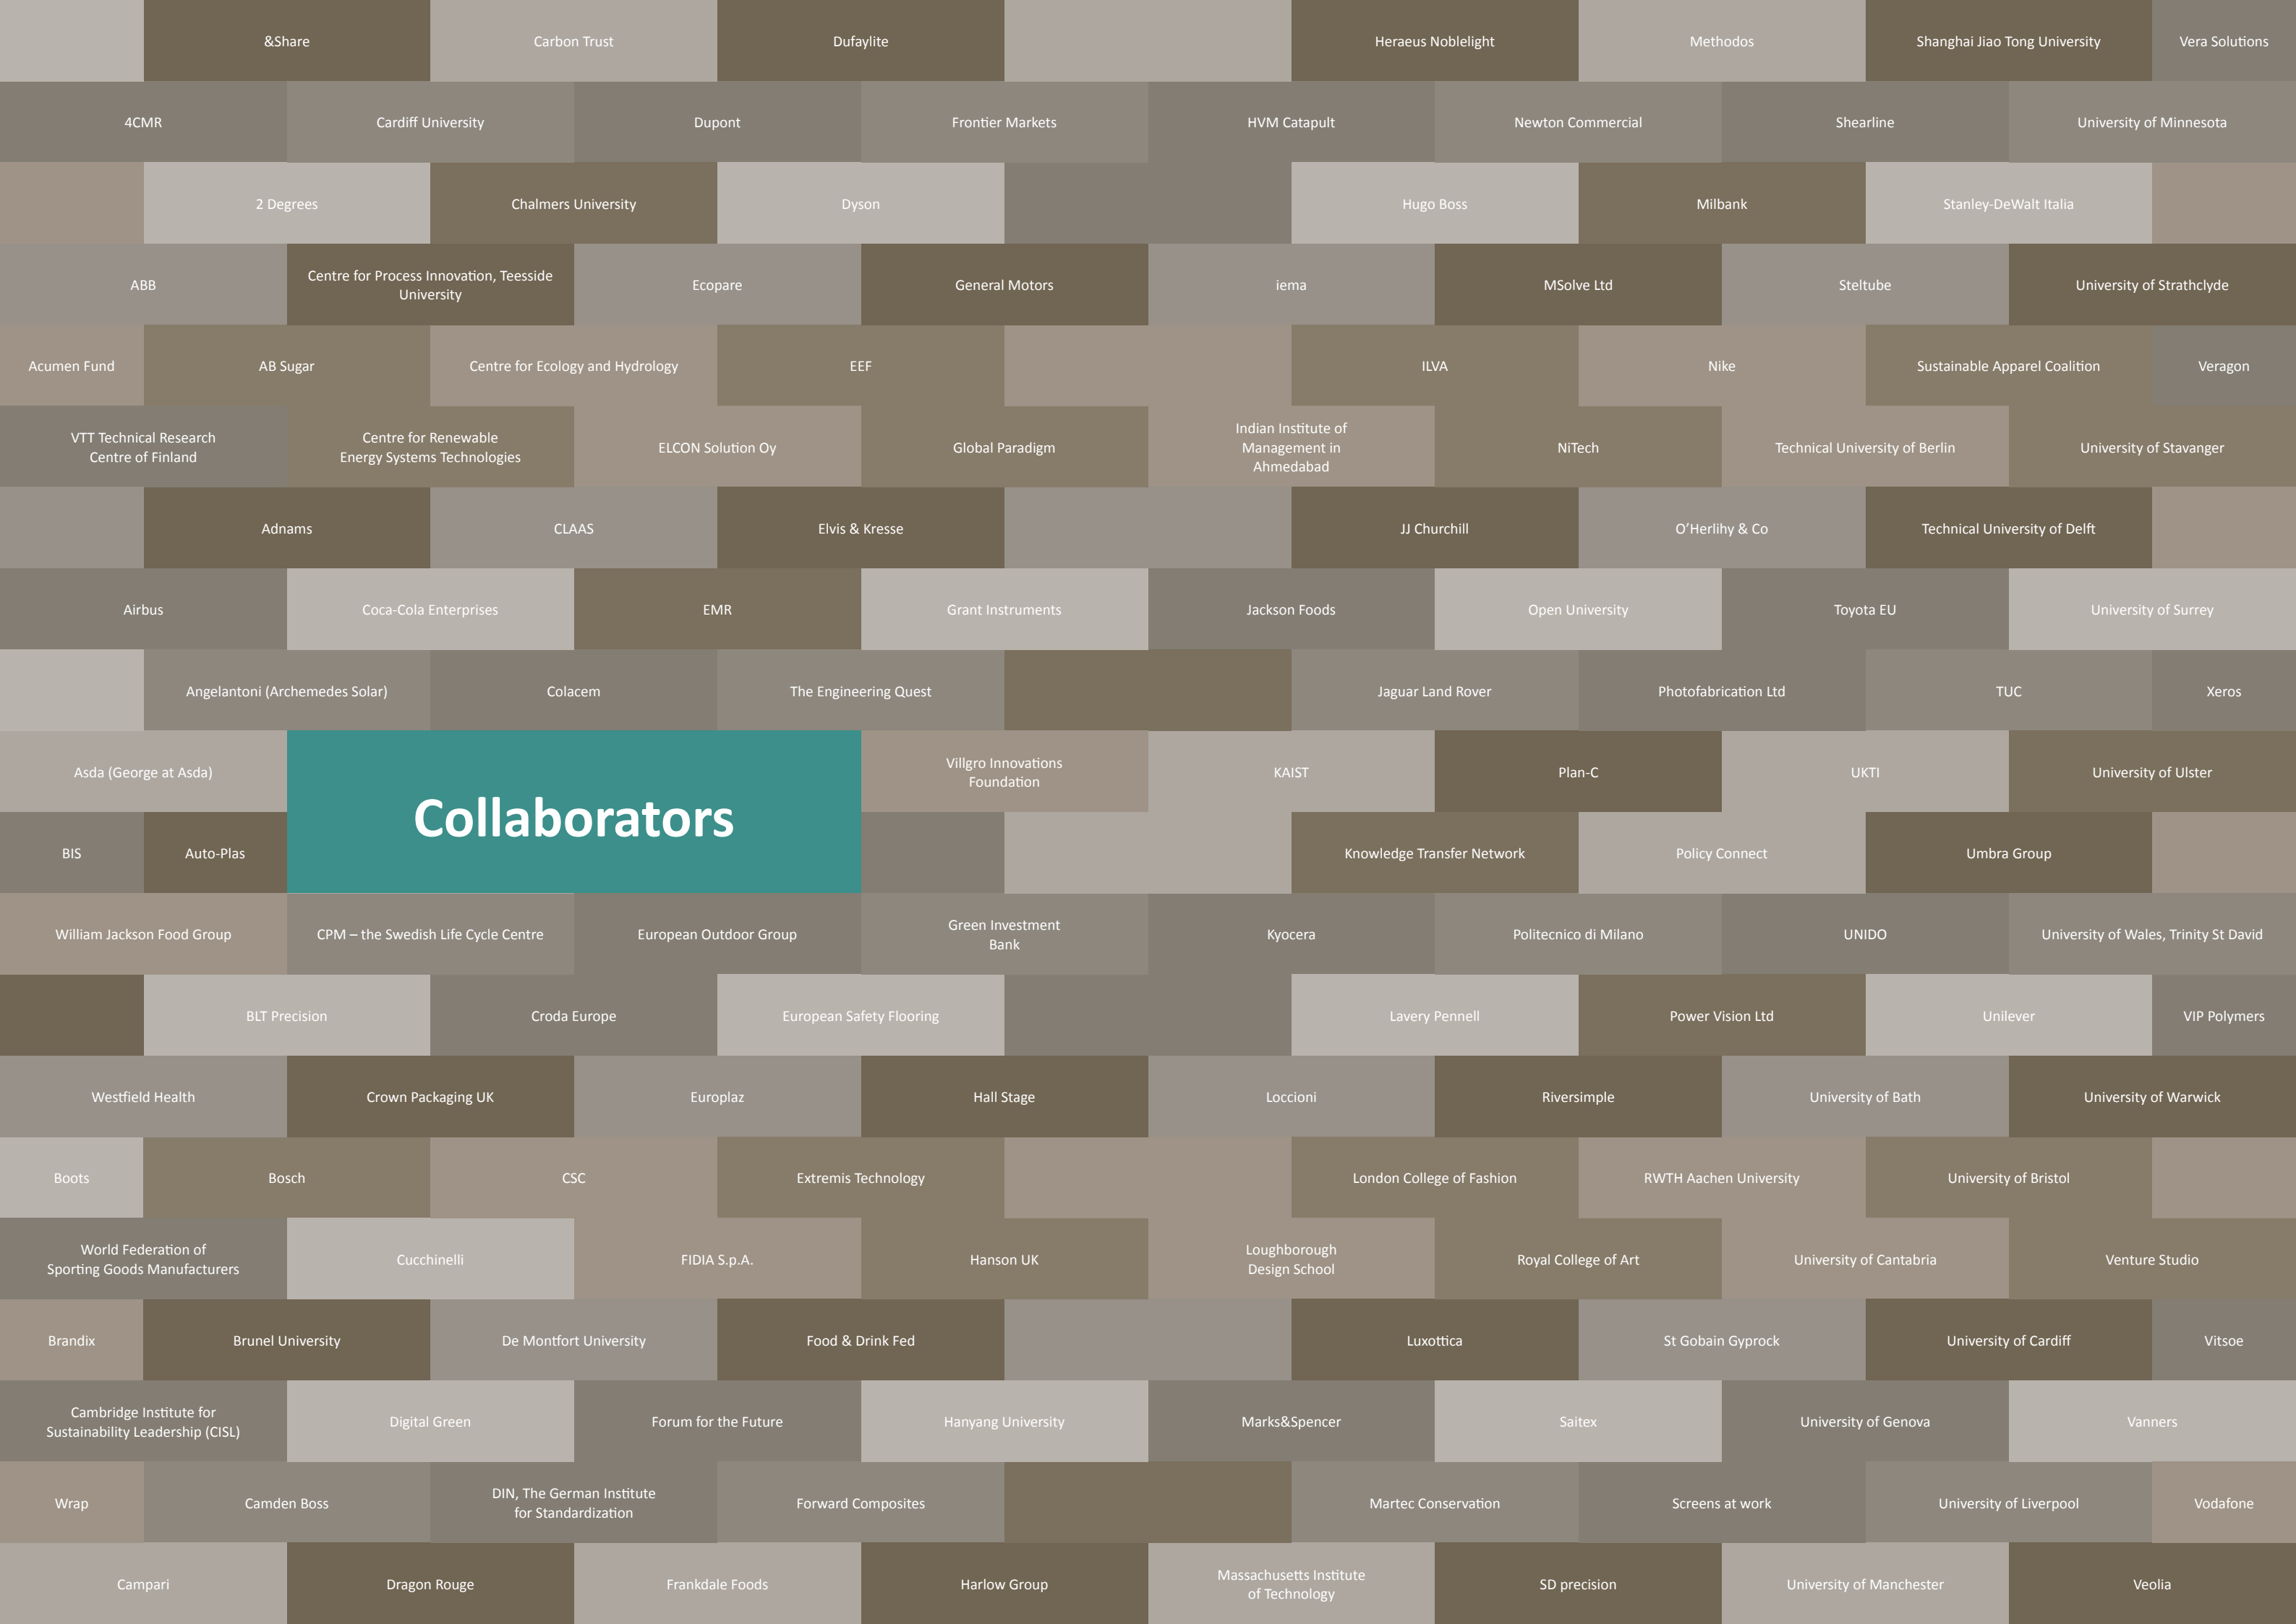 &Share
Carbon Trust
Dufaylite
Heraeus Noblelight
Methodos
Shanghai Jiao Tong University
Vera Solutions
4CMR
Cardiff University
Dupont
Frontier Markets
HVM Catapult
Newton Commercial
Shearline
University of Minnesota
2 Degrees
Chalmers University
Dyson
Hugo Boss
Milbank
Stanley-DeWalt Italia
ABB
Centre for Process Innovation, Teesside
University
Ecopare
General Motors
iema
MSolve Ltd
Steltube
University of Strathclyde
Acumen Fund
AB Sugar
Centre for Ecology and Hydrology
EEF
ILVA
Nike
Sustainable Apparel Coalition
Veragon
VTT Technical Research
Centre of Finland
Centre for Renewable
Energy Systems Technologies
ELCON Solution Oy
Global Paradigm
Indian Institute of
Management in
Ahmedabad
NiTech
Technical University of Berlin
University of Stavanger
Adnams
CLAAS
Elvis & Kresse
JJ Churchill
O’Herlihy & Co
Technical University of Delft
Airbus
Coca-Cola Enterprises
EMR
Grant Instruments
Jackson Foods
Open University
Toyota EU
University of Surrey
Angelantoni (Archemedes Solar)
Colacem
The Engineering Quest
Jaguar Land Rover
Photofabrication Ltd
TUC
Xeros
Asda (George at Asda)
Collaborators
Villgro Innovations
Foundation
KAIST
Plan-C
UKTI
University of Ulster
BIS
Auto-Plas
Knowledge Transfer Network
Policy Connect
Umbra Group
William Jackson Food Group
CPM – the Swedish Life Cycle Centre
European Outdoor Group
Green Investment
Bank
Kyocera
Politecnico di Milano
UNIDO
University of Wales, Trinity St David
BLT Precision
Croda Europe
European Safety Flooring
Lavery Pennell
Power Vision Ltd
Unilever
VIP Polymers
Westfield Health
Crown Packaging UK
Europlaz
Hall Stage
Loccioni
Riversimple
University of Bath
University of Warwick
Boots
Bosch
CSC
Extremis Technology
London College of Fashion
RWTH Aachen University
University of Bristol
World Federation of
Sporting Goods Manufacturers
Cucchinelli
FIDIA S.p.A.
Hanson UK
Loughborough
Design School
Royal College of Art
University of Cantabria
Venture Studio
Brandix
Brunel University
De Montfort University
Food & Drink Fed
Luxottica
St Gobain Gyprock
University of Cardiff
Vitsoe
Cambridge Institute for
Sustainability Leadership (CISL)
Digital Green
Forum for the Future
Hanyang University
Marks&Spencer
Saitex
University of Genova
Vanners
Wrap
Camden Boss
DIN, The German Institute
for Standardization
Forward Composites
Martec Conservation
Screens at work
University of Liverpool
Vodafone
Campari
Dragon Rouge
Frankdale Foods
Harlow Group
Massachusetts Institute
of Technology
SD precision
University of Manchester
Veolia